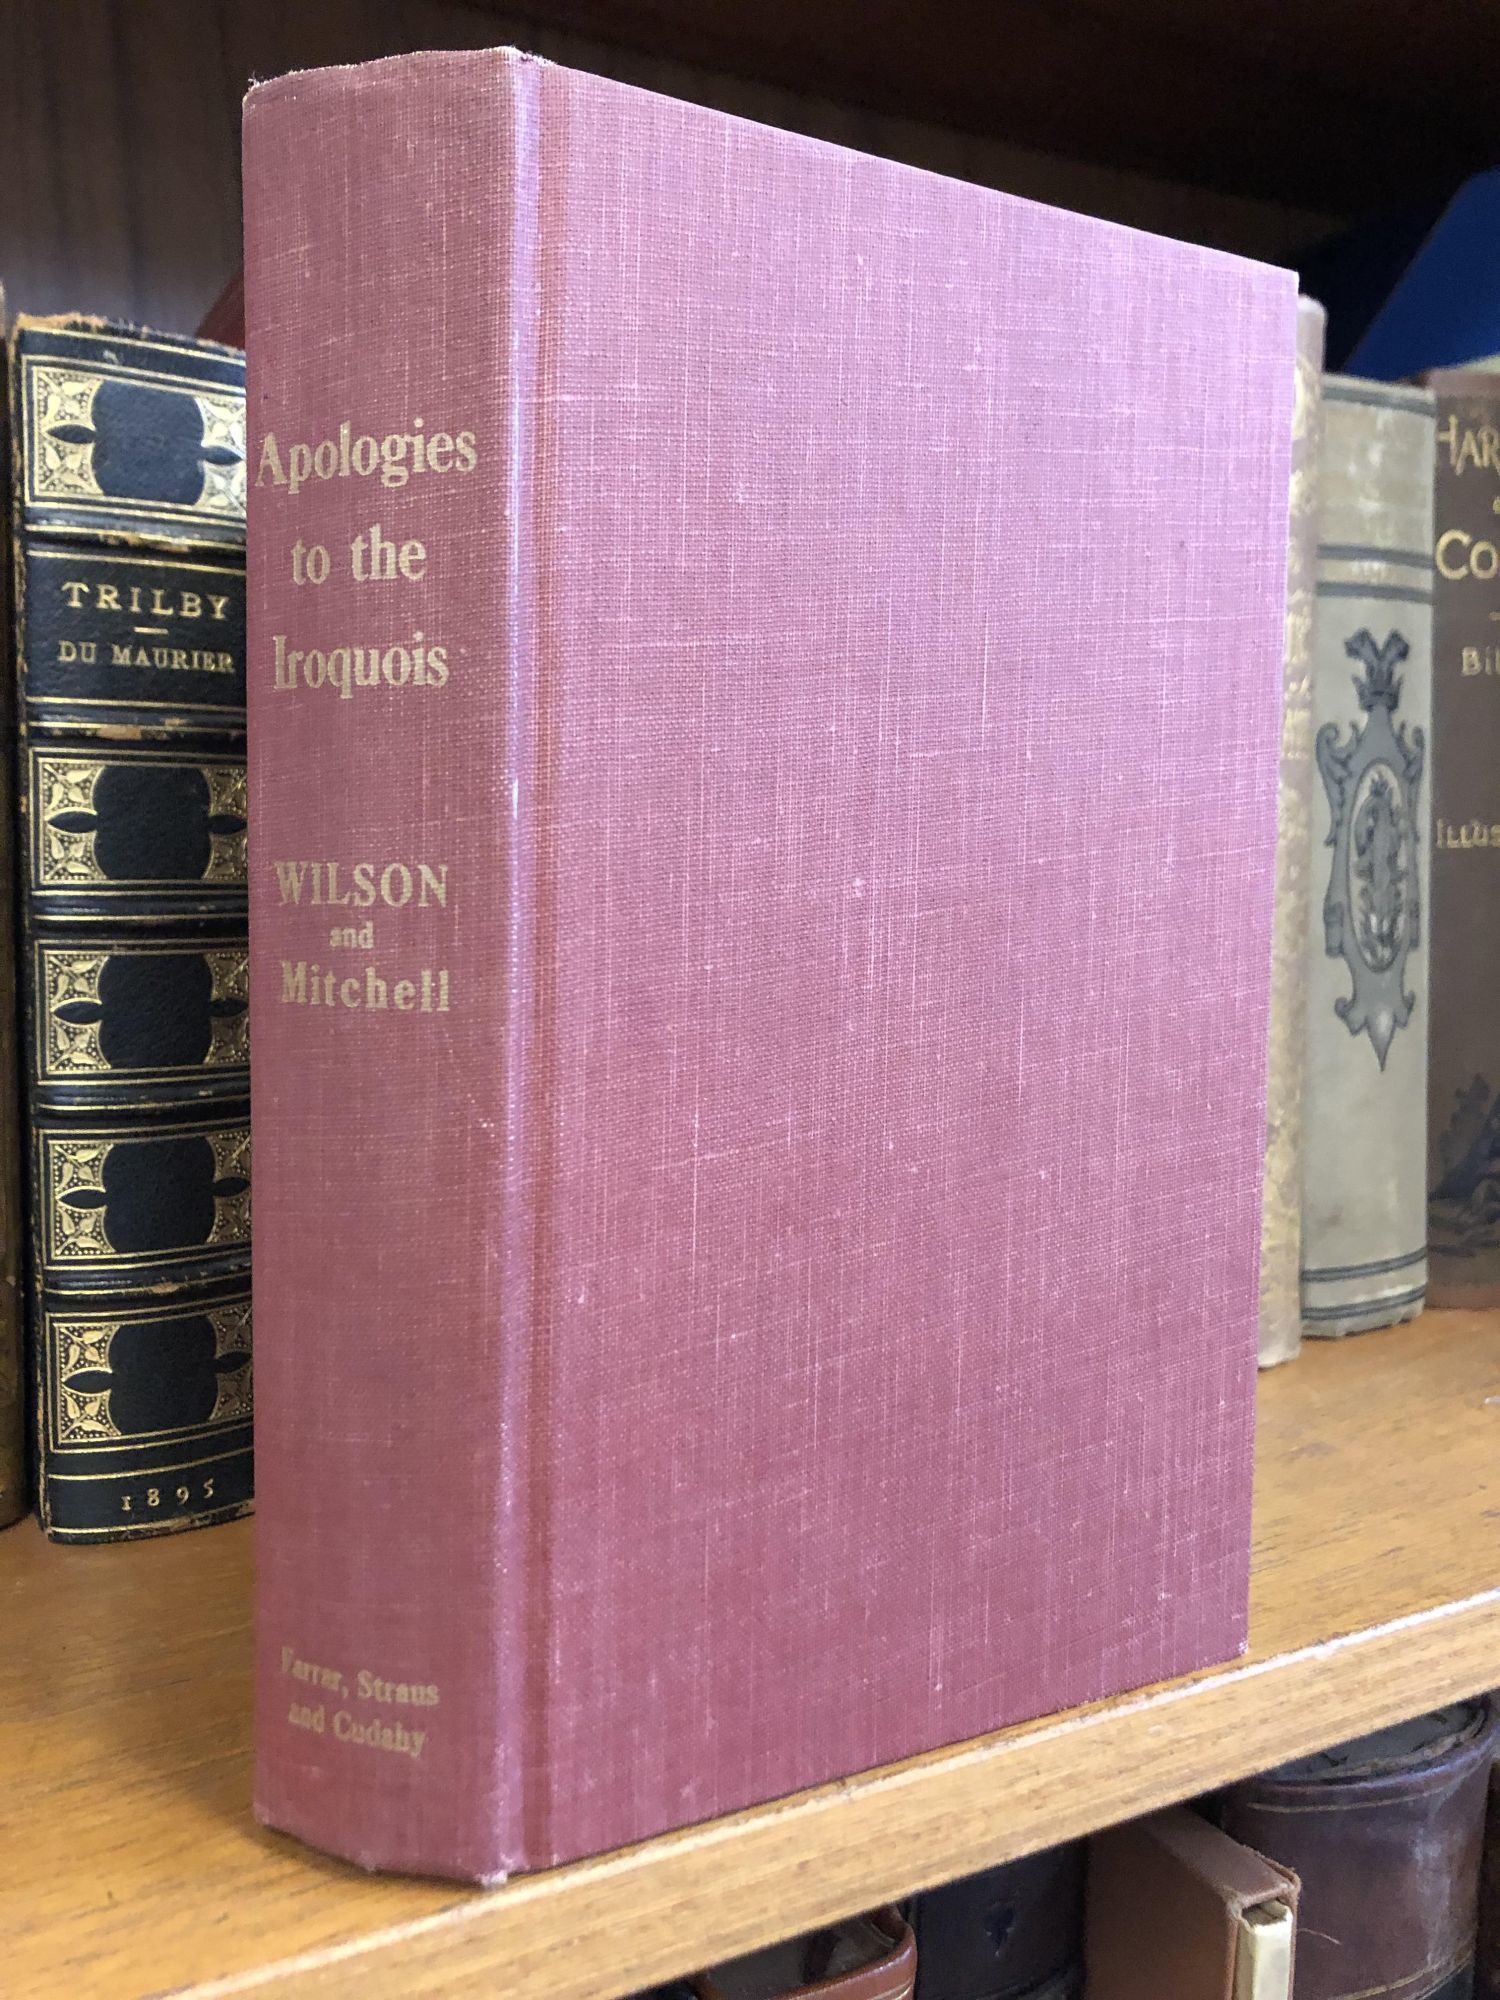 Apologies
to the
Iroquois
WILSON
and
Mitchell
Farrar, Straus
and Cudahy
TRILBY
DU MAURIER
1895